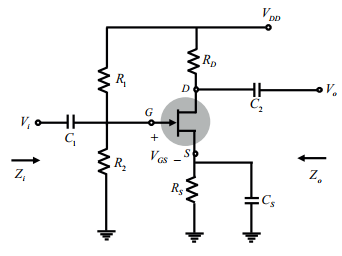 V_DD
R_D
R_1
D
C_2
V_o
G
V_i
C_1
+
S
V_GS −
R_2
Z_i
Z_o
R_S
C_S